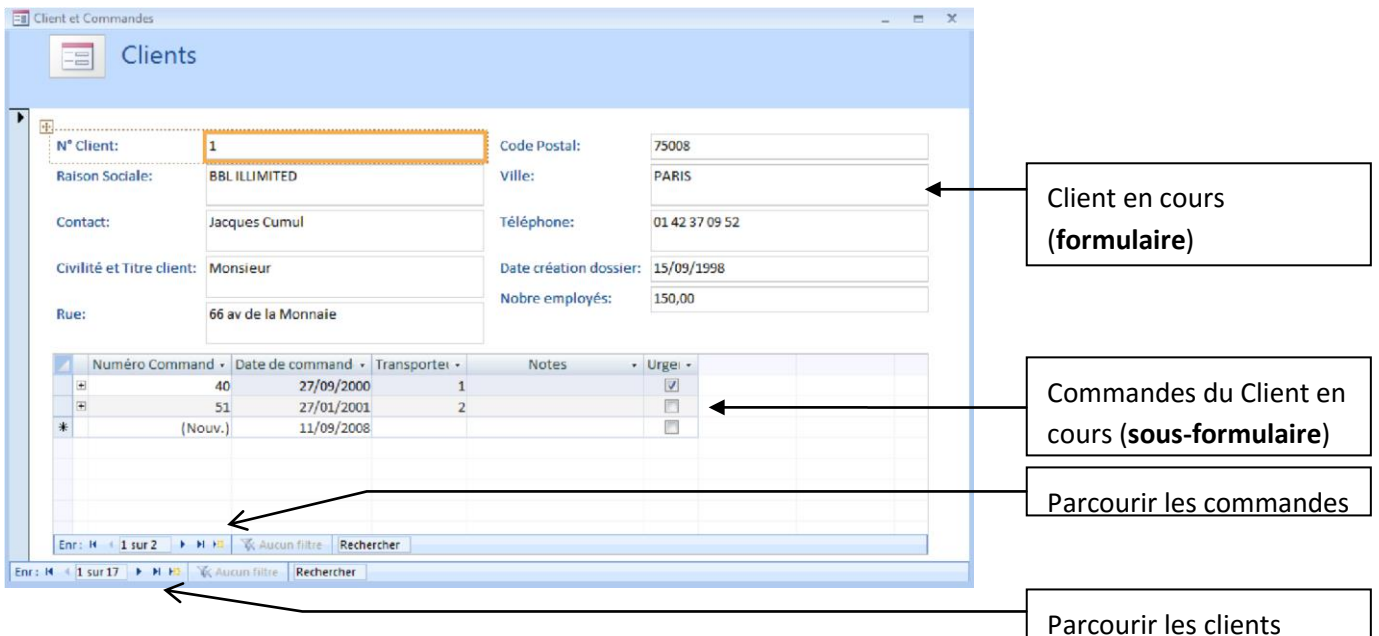 Client et Commandes
Clients
N° Client: 1 Code Postal: 75008
Raison Sociale: BBL ILLIMITED Ville: PARIS
Contact: Jacques Cumul Téléphone: 01 42 37 09 52
Civilité et Titre client: Monsieur Date création dossier: 15/09/1998
Nobre employés: 150,00
Rue: 66 av de la Monnaie
Numéro Command Date de command Transporteu Notes Urger
40 27/09/2000 1
51 27/01/2001 2
(Nouv.) 11/09/2008
Enr: 1 sur 2 Aucun filtre Rechercher
Enr: 1 sur 17 Aucun filtre Rechercher
Client en cours
(formulaire)
Commandes du Client en
cours (sous-formulaire)
Parcourir les commandes
Parcourir les clients